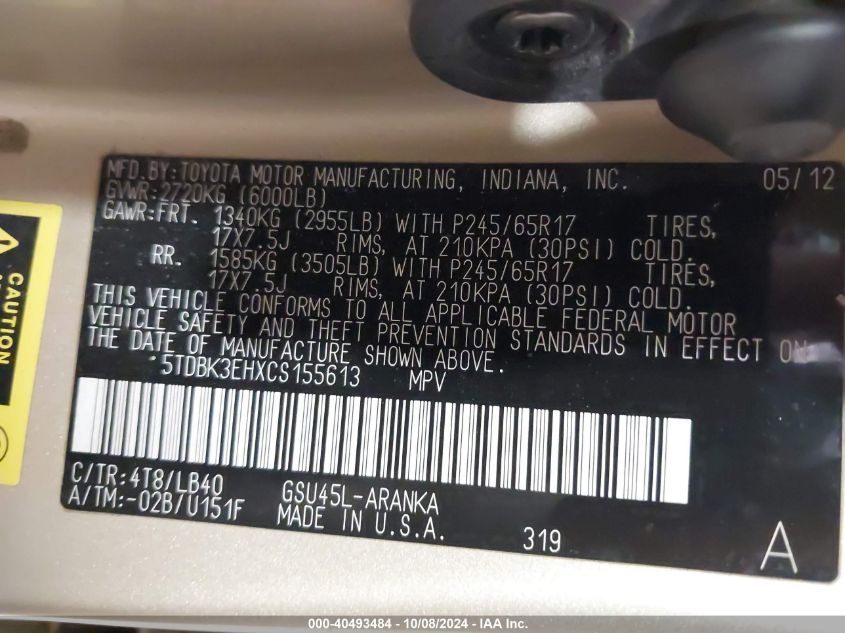 MFD.BY:TOYOTA MOTOR MANUFACTURING, INDIANA, INC. 05/12
GVWR:2720KG (6000LB)
GAWR:FRT. 1340KG (2955LB) WITH P245/65R17 TIRES,
17X7.5J RIMS, AT 210KPA (30PSI) COLD.
RR. 1585KG (3505LB) WITH P245/65R17 TIRES,
17X7.5J RIMS, AT 210KPA (30PSI) COLD.
THIS VEHICLE CONFORMS TO ALL APPLICABLE FEDERAL MOTOR
VEHICLE SAFETY AND THEFT PREVENTION STANDARDS IN EFFECT ON
THE DATE OF MANUFACTURE SHOWN ABOVE.
5TDBK3EHXCS155613 MPV
C/TR:4T8/LB40 GSU45L-ARANKA
A/TM:-02B/U151F MADE IN U.S.A.
319 A
CAUTION
000-40493484 - 10/08/2024 - IAA Inc.